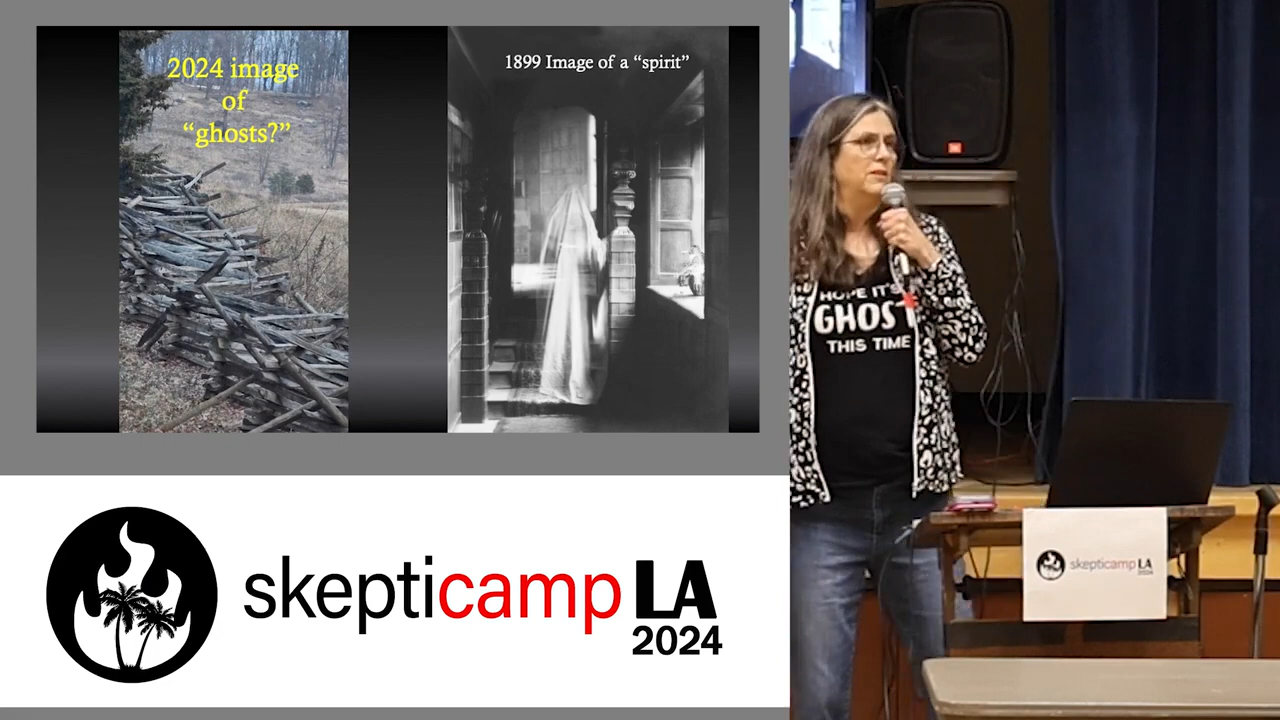 2024 image
of
“ghosts?”
1899 Image of a “spirit”
skepticamp LA
2024
HOPE IT'S
GHOST
THIS TIME
skepticamp LA
2024
JBL